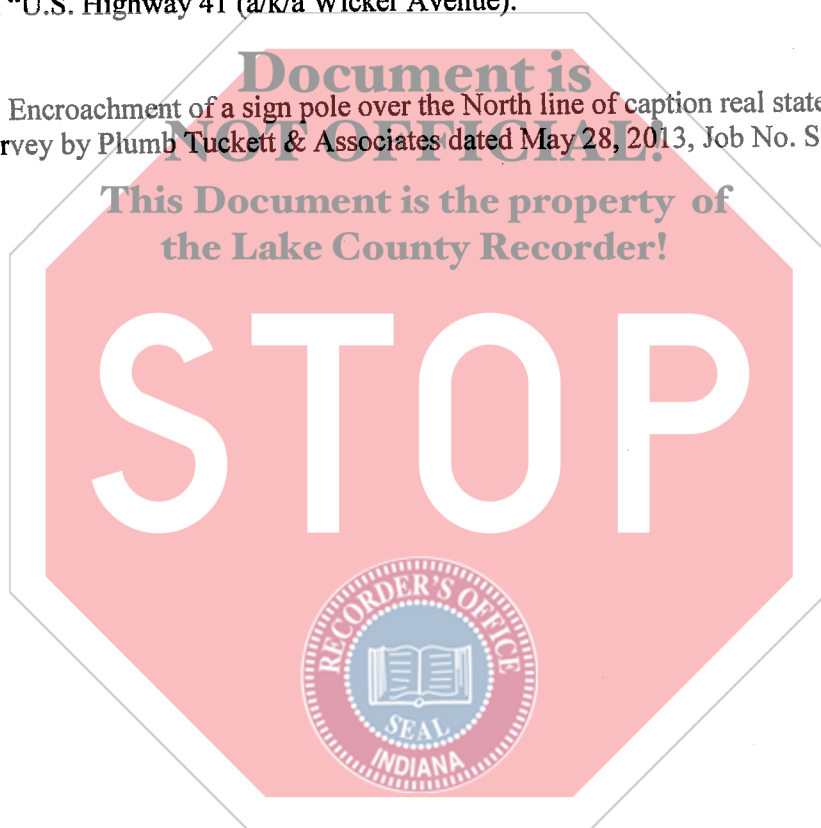 "U.S. Highway 41 (a/k/a Wicker Avenue).
Document is
Encroachment of a sign pole over the North line of caption real state
rvey by Plumb Tuckett & Associates dated May 28, 2013, Job No. S
NOT OFFICIAL!
This Document is the property of
the Lake County Recorder!
STOP
RECORDER'S OFFICE
SEAL
INDIANA